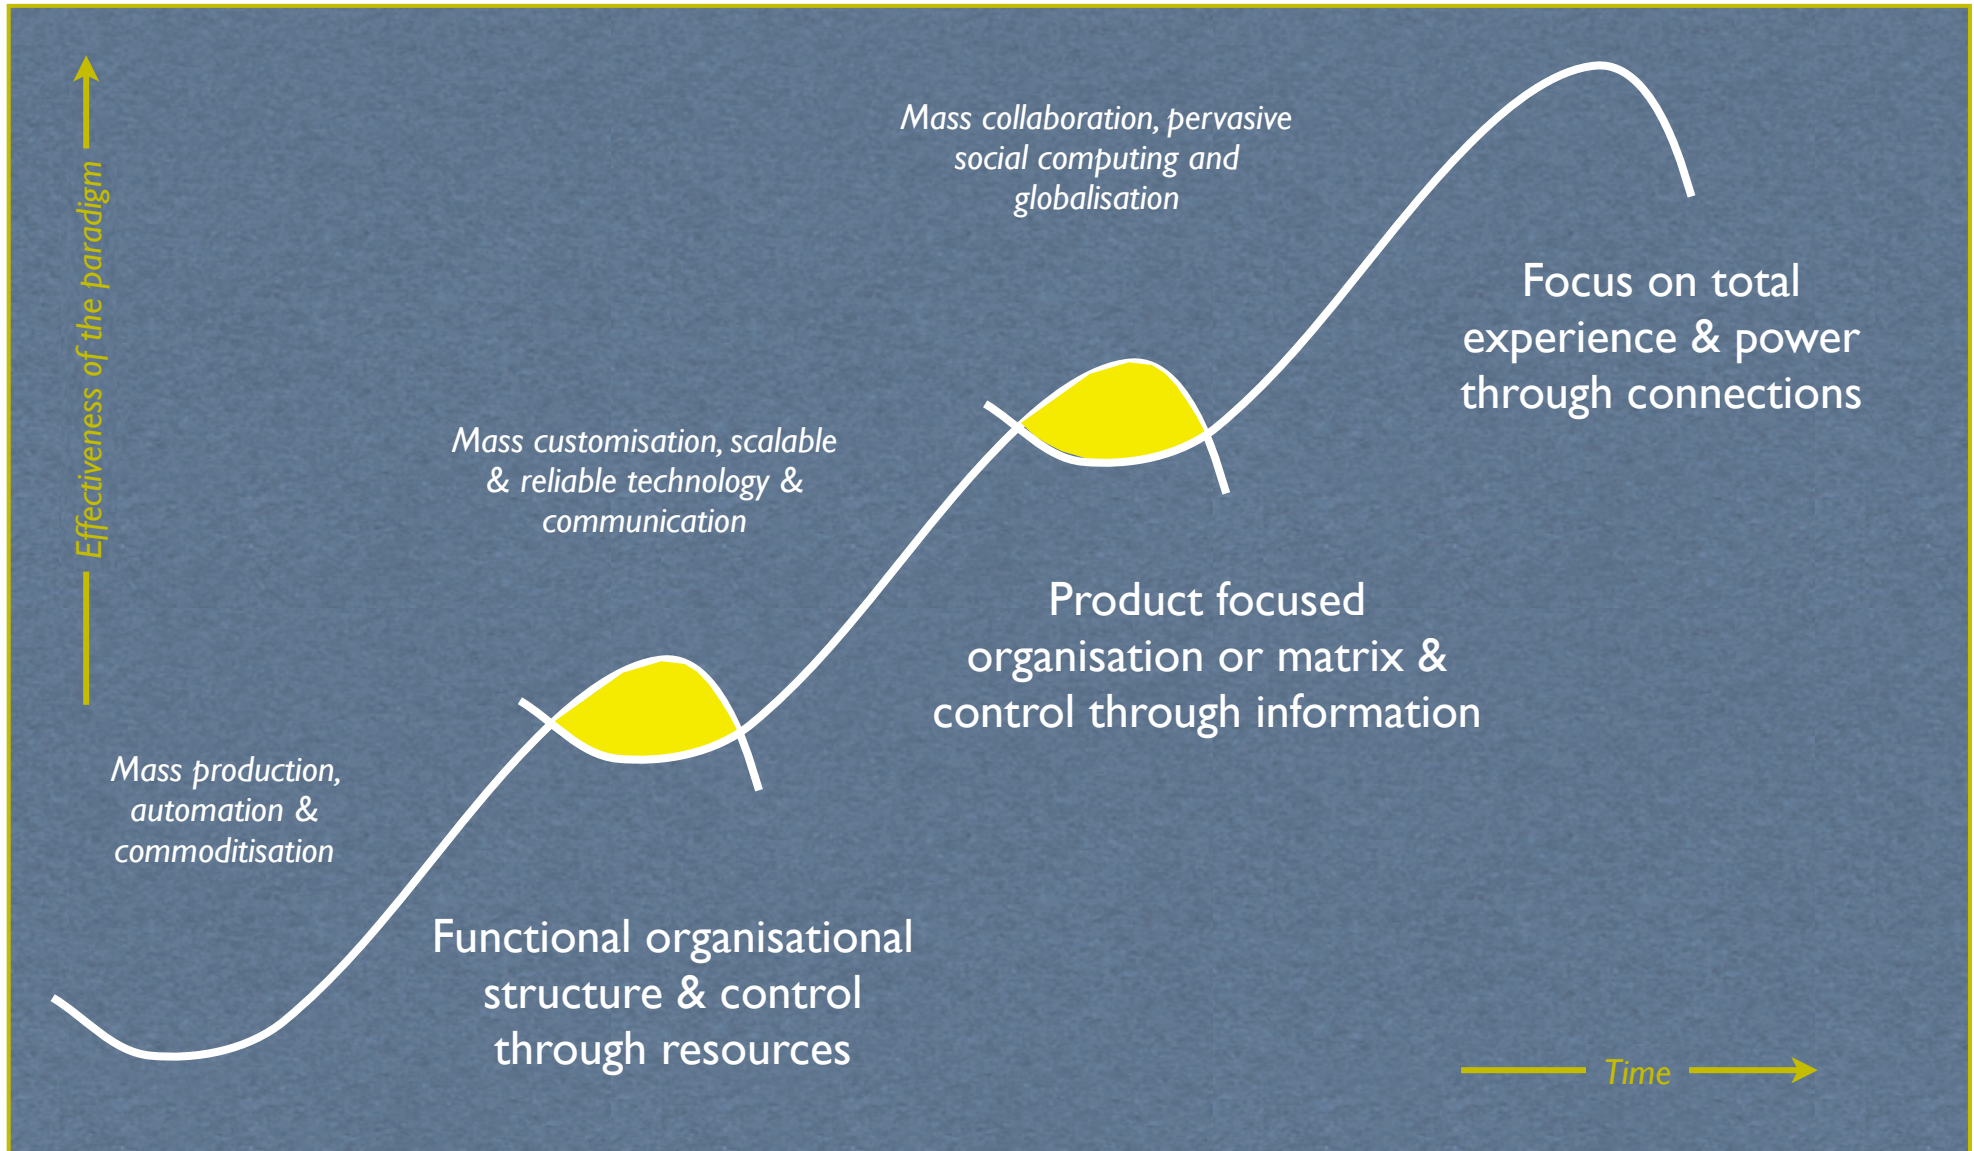 Effectiveness of the paradigm
Mass collaboration, pervasive
social computing and
globalisation
Focus on total
experience & power
through connections
Mass customisation, scalable
& reliable technology &
communication
Product focused
organisation or matrix &
control through information
Mass production,
automation &
commoditisation
Functional organisational
structure & control
through resources
Time